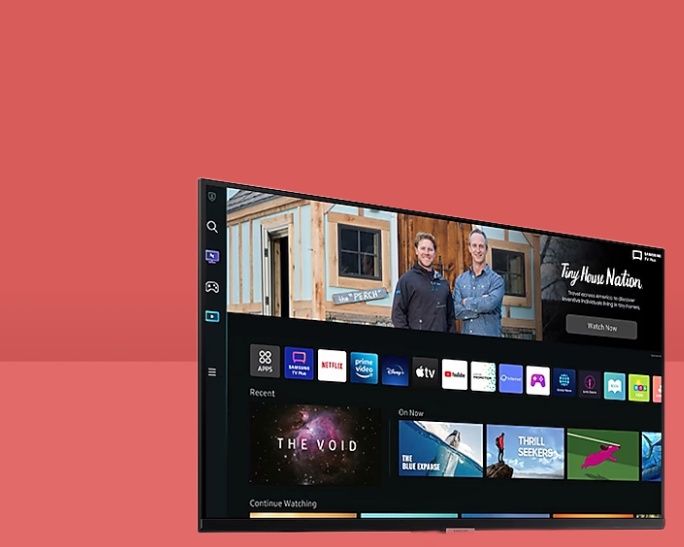 SAMSUNG
TV Plus
Tiny House Nation
Travel across America to discover
inventive individuals living in tiny homes.
Watch Now
the "PERCH"
APPS
SAMSUNG
TV Plus
NETFLIX
prime
video
Disney+
tv
YouTube
Recent
On Now
THE VOID
THE
BLUE EXPANSE
THRILL
SEEKERS
Continue Watching